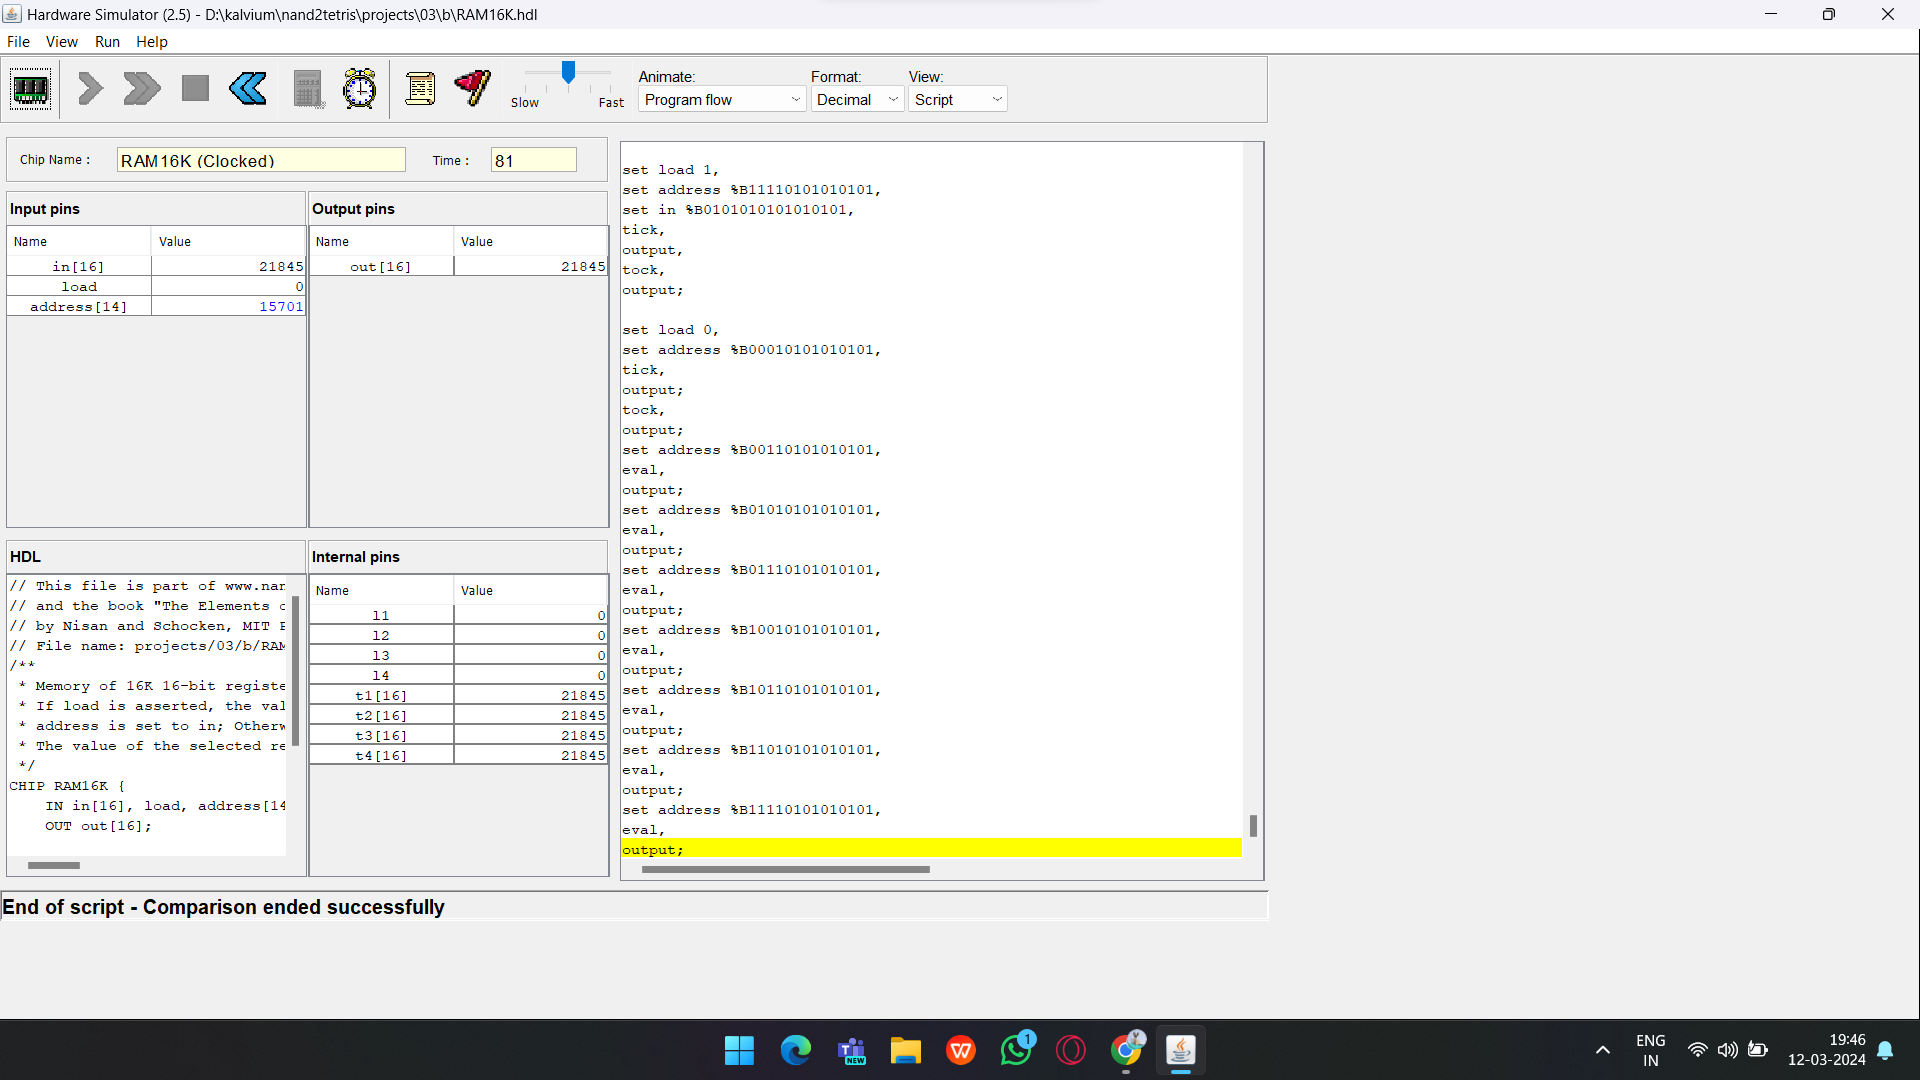 Hardware Simulator (2.5) - D:\kalvium\nand2tetris\projects\03\b\RAM16K.hdl
File View Run Help
Slow Fast
Animate: Format: View:
Program flow Decimal Script
Chip Name : RAM16K (Clocked) Time : 81
Input pins
Name Value
in[16] 21845
load 0
address[14] 15701
Output pins
Name Value
out[16] 21845
HDL
// This file is part of www.nan
// and the book "The Elements o
// by Nisan and Schocken, MIT P
// File name: projects/03/b/RAM
/**
* Memory of 16K 16-bit registe
* If load is asserted, the val
* address is set to in; Otherw
* The value of the selected re
*/
CHIP RAM16K {
IN in[16], load, address[14
OUT out[16];
Internal pins
Name Value
l1 0
l2 0
l3 0
l4 0
t1[16] 21845
t2[16] 21845
t3[16] 21845
t4[16] 21845
set load 1,
set address %B11110101010101,
set in %B0101010101010101,
tick,
output,
tock,
output;
set load 0,
set address %B00010101010101,
tick,
output;
tock,
output;
set address %B00110101010101,
eval,
output;
set address %B01010101010101,
eval,
output;
set address %B01110101010101,
eval,
output;
set address %B10010101010101,
eval,
output;
set address %B10110101010101,
eval,
output;
set address %B11010101010101,
eval,
output;
set address %B11110101010101,
eval,
output;
End of script - Comparison ended successfully
NEW
1
ENG
IN
19:46
12-03-2024